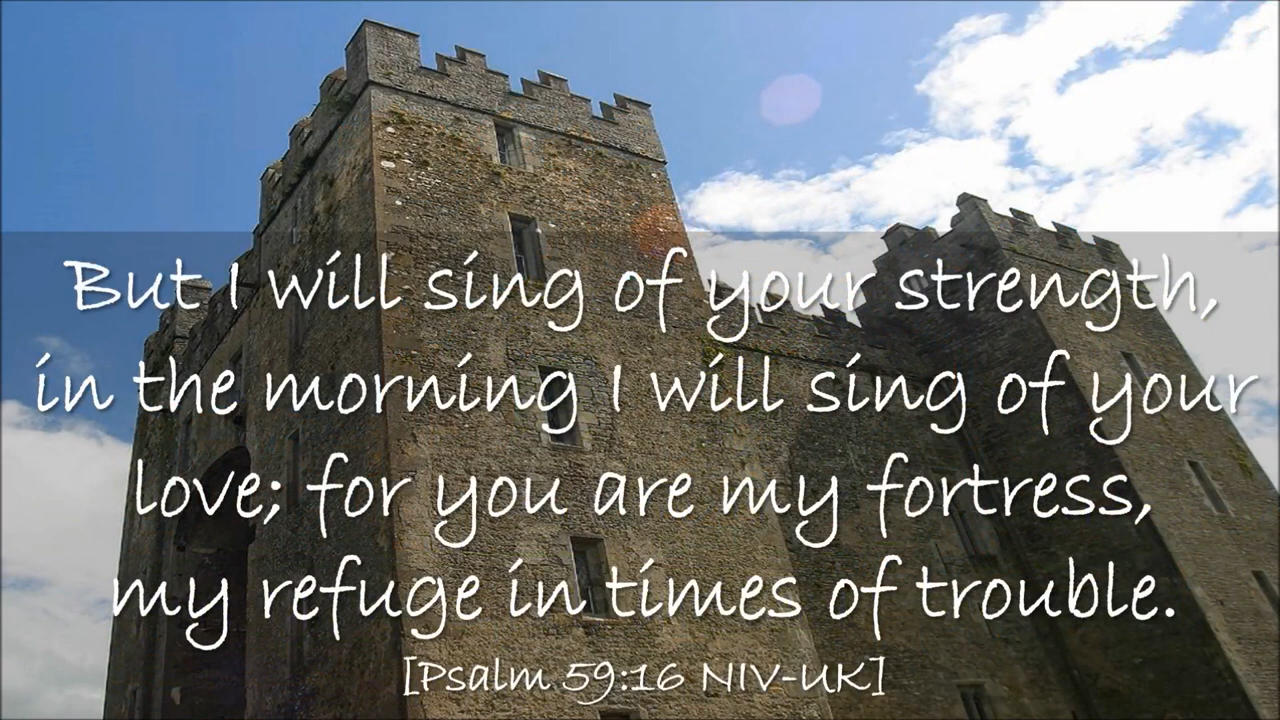 But I will sing of your strength,
in the morning I will sing of your
love; for you are my fortress,
my refuge in times of trouble.
[Psalm 59:16 NIV-UK]